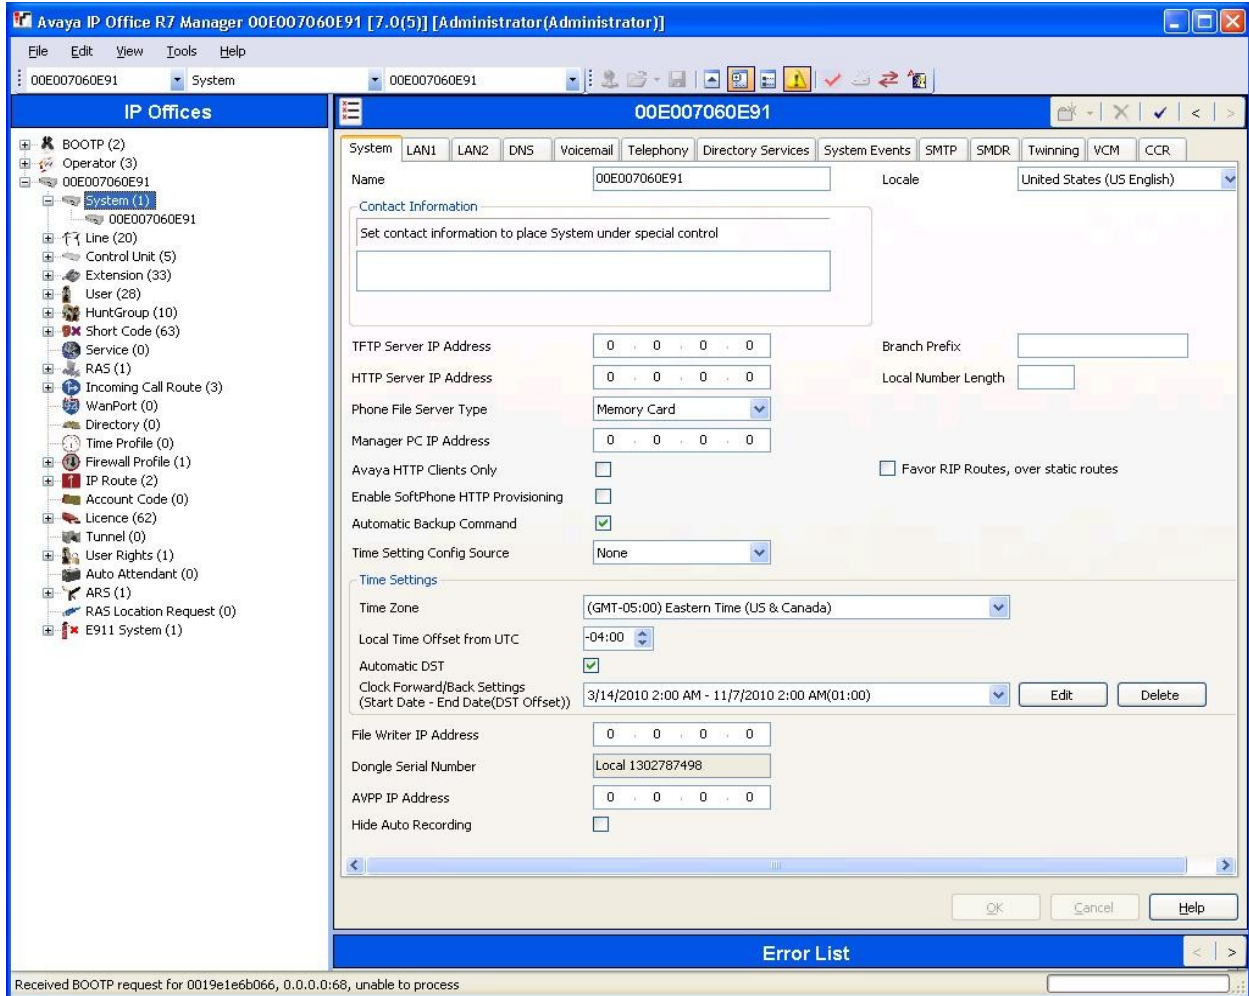 Avaya IP Office R7 Manager 00E007060E91 [7.0(5)] [Administrator(Administrator)]
File Edit View Tools Help
00E007060E91 System 00E007060E91
IP Offices
BOOTP (2)
Operator (3)
00E007060E91
System (1)
00E007060E91
Line (20)
Control Unit (5)
Extension (33)
User (28)
HuntGroup (10)
Short Code (63)
Service (0)
RAS (1)
Incoming Call Route (3)
WanPort (0)
Directory (0)
Time Profile (0)
Firewall Profile (1)
IP Route (2)
Account Code (0)
Licence (62)
Tunnel (0)
User Rights (1)
Auto Attendant (0)
ARS (1)
RAS Location Request (0)
E911 System (1)
00E007060E91
System LAN1 LAN2 DNS Voicemail Telephony Directory Services System Events SMTP SMDR Twinning VCM CCR
Name 00E007060E91 Locale United States (US English)
Contact Information
Set contact information to place System under special control
TFTP Server IP Address 0 . 0 . 0 . 0 Branch Prefix
HTTP Server IP Address 0 . 0 . 0 . 0 Local Number Length
Phone File Server Type Memory Card
Manager PC IP Address 0 . 0 . 0 . 0
Avaya HTTP Clients Only Favor RIP Routes, over static routes
Enable SoftPhone HTTP Provisioning
Automatic Backup Command
Time Setting Config Source None
Time Settings
Time Zone (GMT-05:00) Eastern Time (US & Canada)
Local Time Offset from UTC -04:00
Automatic DST
Clock Forward/Back Settings
(Start Date - End Date(DST Offset)) 3/14/2010 2:00 AM - 11/7/2010 2:00 AM(01:00) Edit Delete
File Writer IP Address 0 . 0 . 0 . 0
Dongle Serial Number Local 1302787498
AVPP IP Address 0 . 0 . 0 . 0
Hide Auto Recording
OK Cancel Help
Error List
Received BOOTP request for 0019e1e6b066, 0.0.0.0:68, unable to process